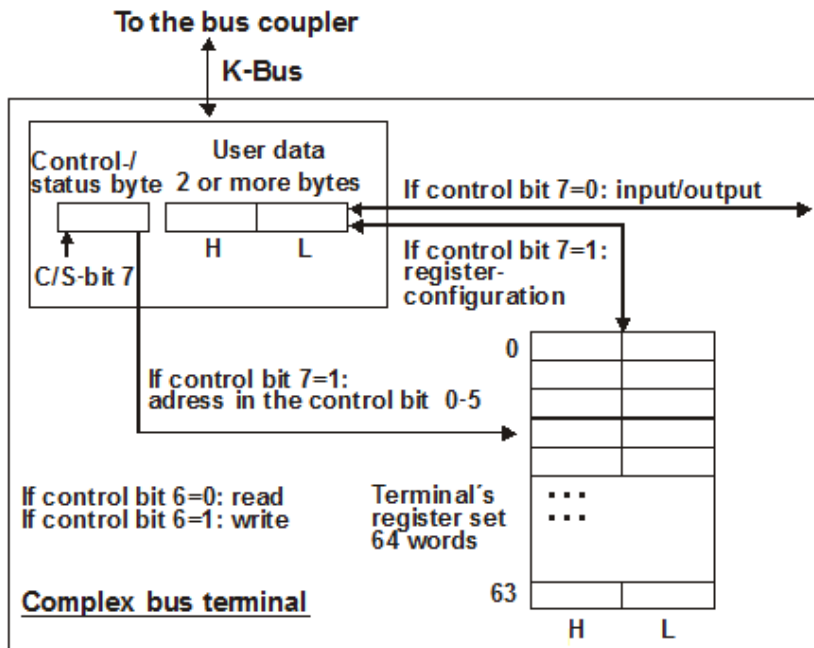 To the bus coupler
K-Bus
Control-/
status byte
User data
2 or more bytes
H
L
C/S-bit 7
If control bit 7=0: input/output
If control bit 7=1:
register-
configuration
If control bit 7=1:
adress in the control bit 0-5
0
If control bit 6=0: read
If control bit 6=1: write
Terminal´s
register set
64 words
...
...
63
H
L
Complex bus terminal